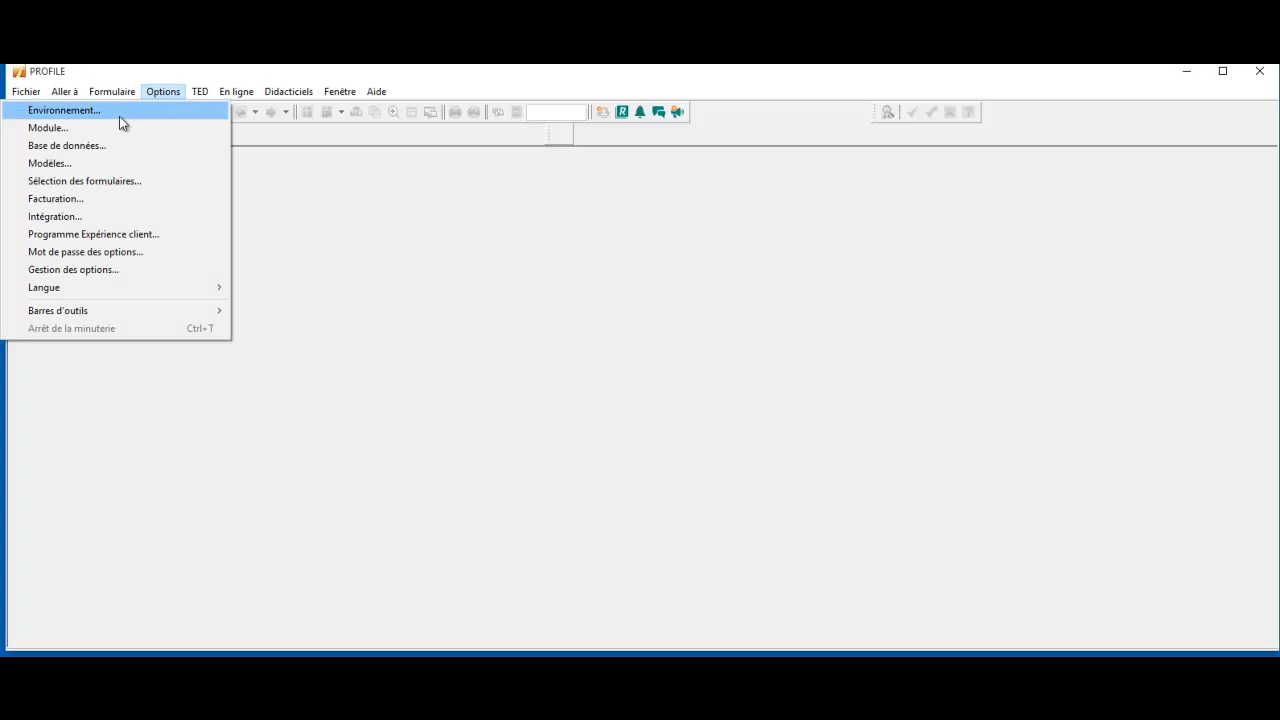 PROFILE
Fichier Aller à Formulaire Options TED En ligne Didacticiels Fenêtre Aide
Environnement...
Module...
Base de données...
Modèles...
Sélection des formulaires...
Facturation...
Intégration...
Programme Expérience client...
Mot de passe des options...
Gestion des options...
Langue
Barres d'outils
Arrêt de la minuterie Ctrl+T